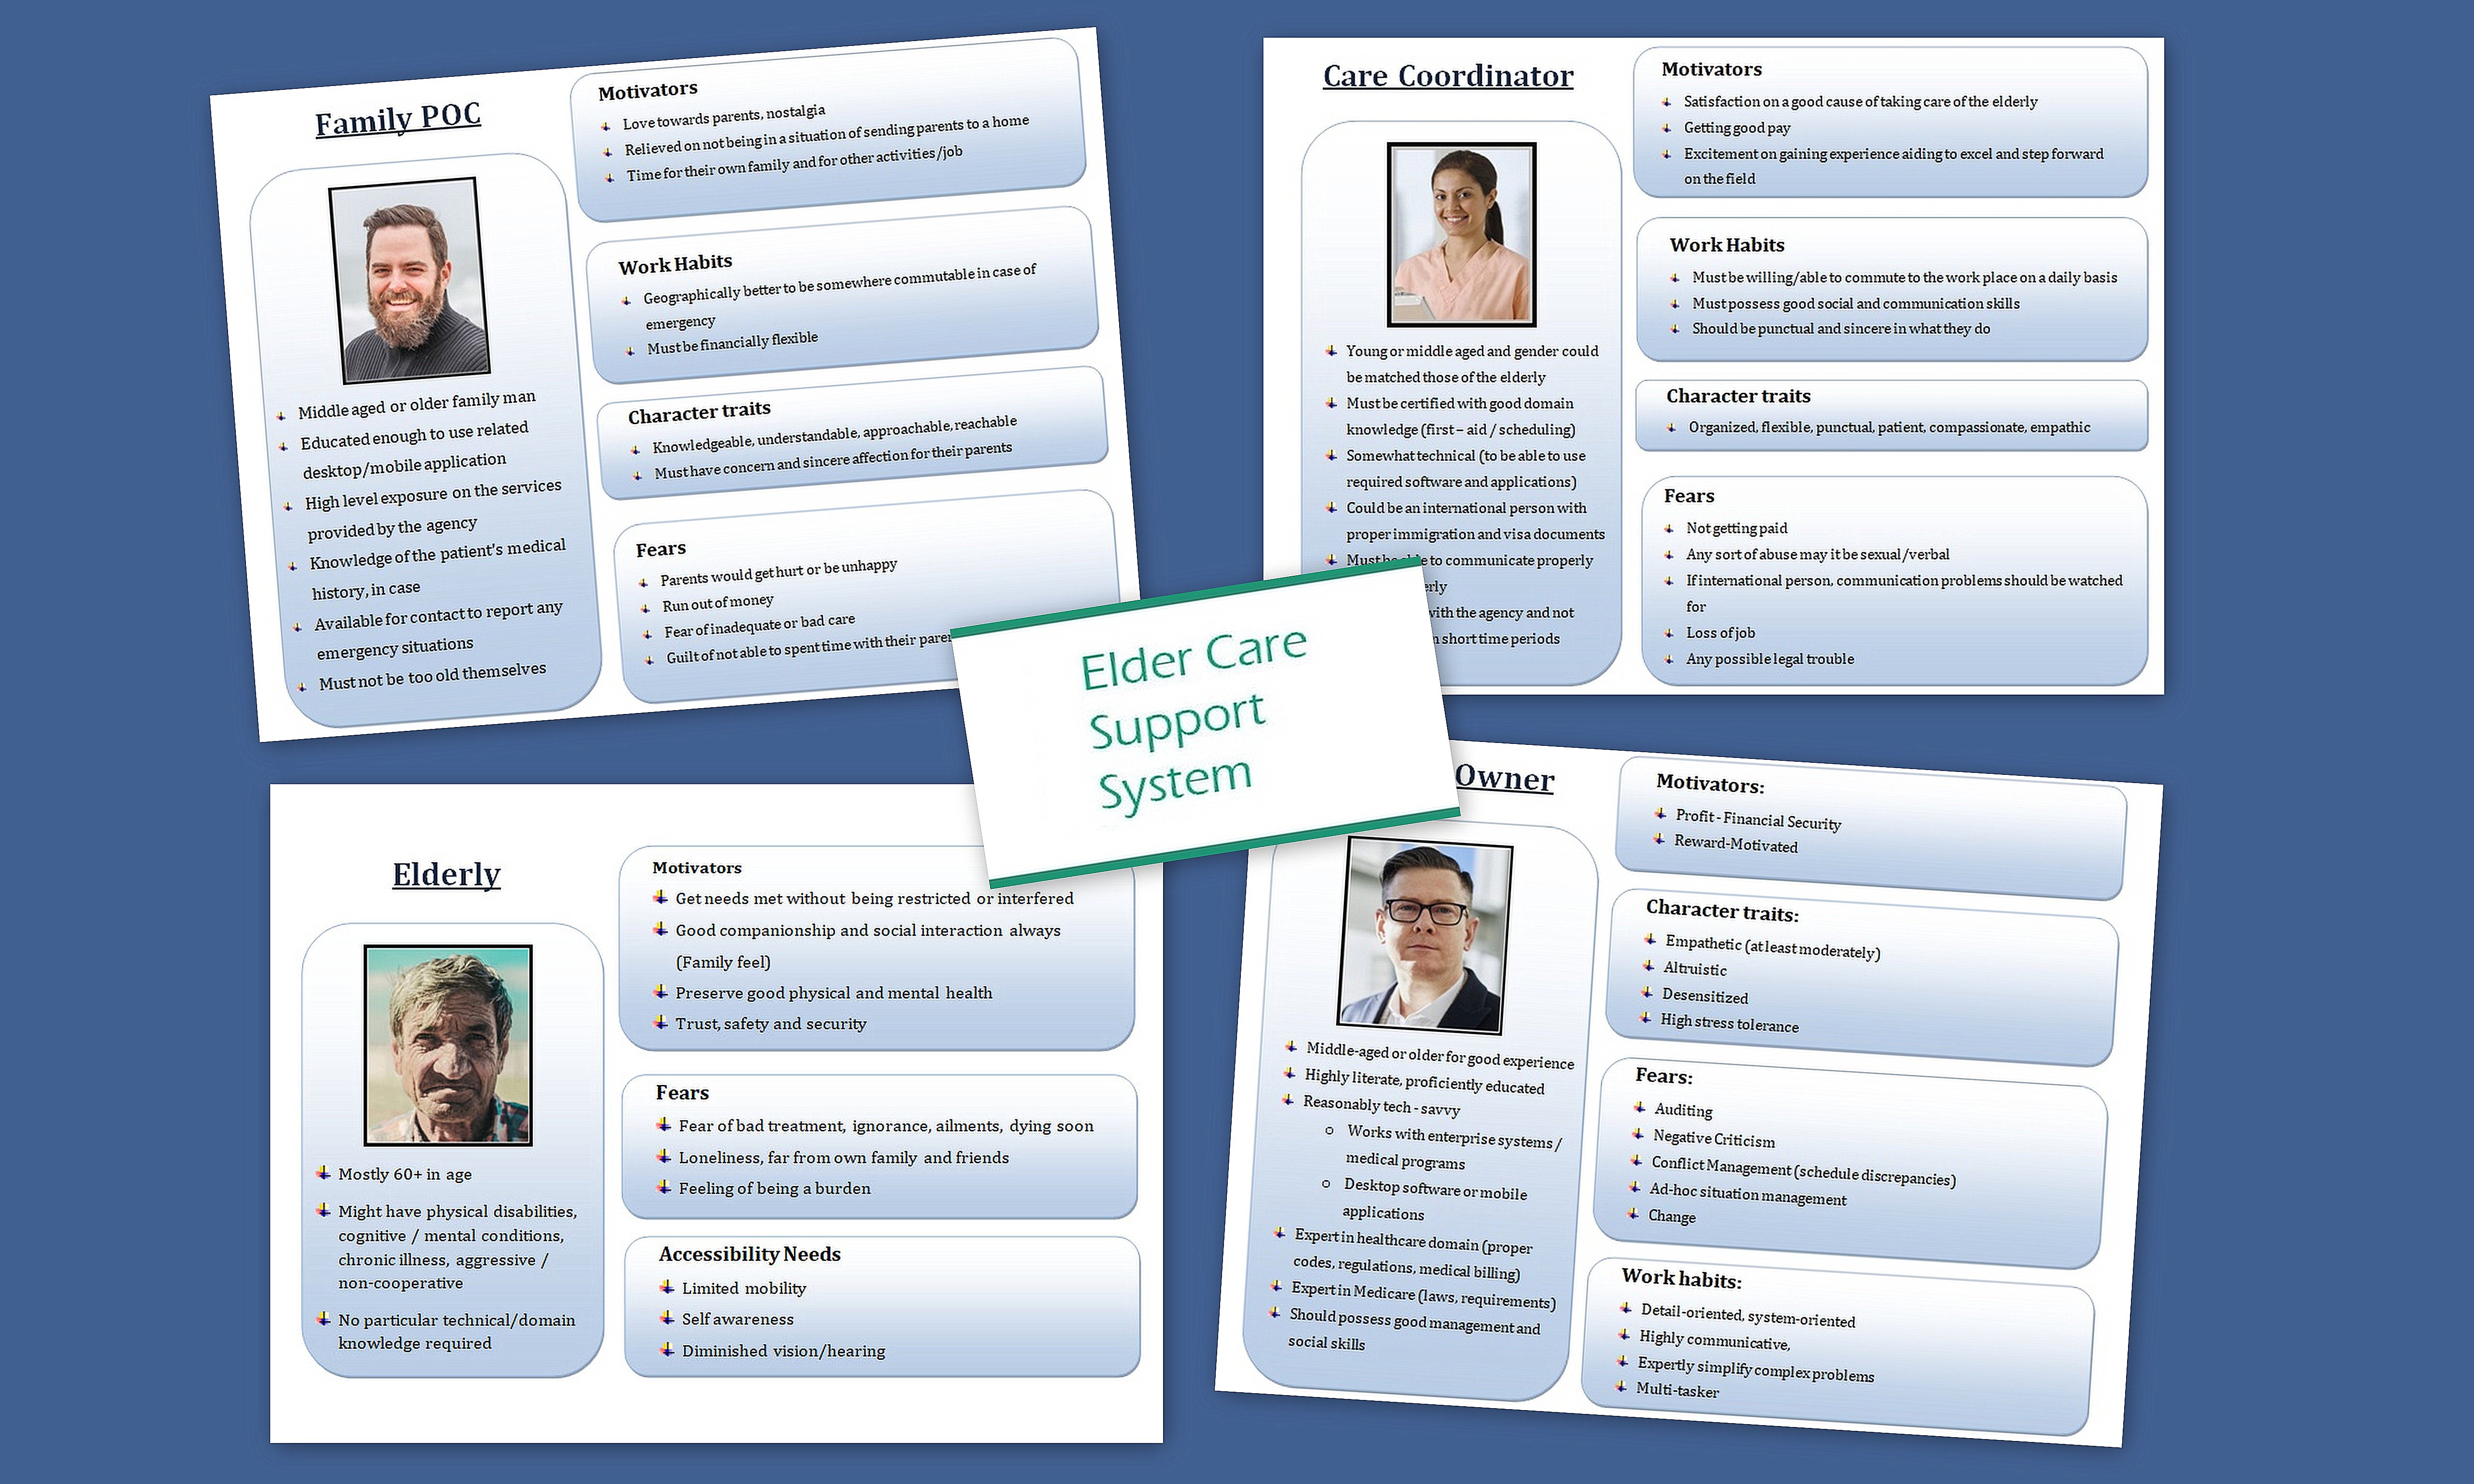 Family POC
Middle aged or older family man
Educated enough to use related
desktop/mobile application
High level exposure on the services
provided by the agency
Knowledge of the patient's medical
history, in case
Available for contact to report any
emergency situations
Must not be too old themselves
Motivators
Love towards parents, nostalgia
Relieved on not being in a situation of sending parents to a home
Time for their own family and for other activities/job
Work Habits
Geographically better to be somewhere commutable in case of
emergency
Must be financially flexible
Character traits
Knowledgeable, understandable, approachable, reachable
Must have concern and sincere affection for their parents
Fears
Parents would get hurt or be unhappy
Run out of money
Fear of inadequate or bad care
Guilt of not able to spent time with their
Care Coordinator
Young or middle aged and gender could
be matched those of the elderly
Must be certified with good domain
knowledge (first – aid / scheduling)
Somewhat technical (to be able to use
required software and applications)
Could be an international person with
proper immigration and visa documents
Must be able to communicate properly
with the agency and not
short time periods
Motivators
Satisfaction on a good cause of taking care of the elderly
Getting good pay
Excitement on gaining experience aiding to excel and step forward
on the field
Work Habits
Must be willing/able to commute to the work place on a daily basis
Must possess good social and communication skills
Should be punctual and sincere in what they do
Character traits
Organized, flexible, punctual, patient, compassionate, empathic
Fears
Not getting paid
Any sort of abuse may it be sexual/verbal
If international person, communication problems should be watched
for
Loss of job
Any possible legal trouble
Elder Care
Support
System
Elderly
Mostly 60+ in age
Might have physical disabilities,
cognitive / mental conditions,
chronic illness, aggressive /
non-cooperative
No particular technical/domain
knowledge required
Motivators
Get needs met without being restricted or interfered
Good companionship and social interaction always
(Family feel)
Preserve good physical and mental health
Trust, safety and security
Fears
Fear of bad treatment, ignorance, ailments, dying soon
Loneliness, far from own family and friends
Feeling of being a burden
Accessibility Needs
Limited mobility
Self awareness
Diminished vision/hearing
Owner
Middle-aged or older for good experience
Highly literate, proficiently educated
Reasonably tech - savvy
Works with enterprise systems /
medical programs
Desktop software or mobile
applications
Expert in healthcare domain (proper
codes, regulations, medical billing)
Expert in Medicare (laws, requirements)
Should possess good management and
social skills
Motivators:
Profit - Financial Security
Reward-Motivated
Character traits:
Empathetic (at least moderately)
Altruistic
Desensitized
High stress tolerance
Fears:
Auditing
Negative Criticism
Conflict Management (schedule discrepancies)
Ad-hoc situation management
Change
Work habits:
Detail-oriented, system-oriented
Highly communicative,
Expertly simplify complex problems
Multi-tasker